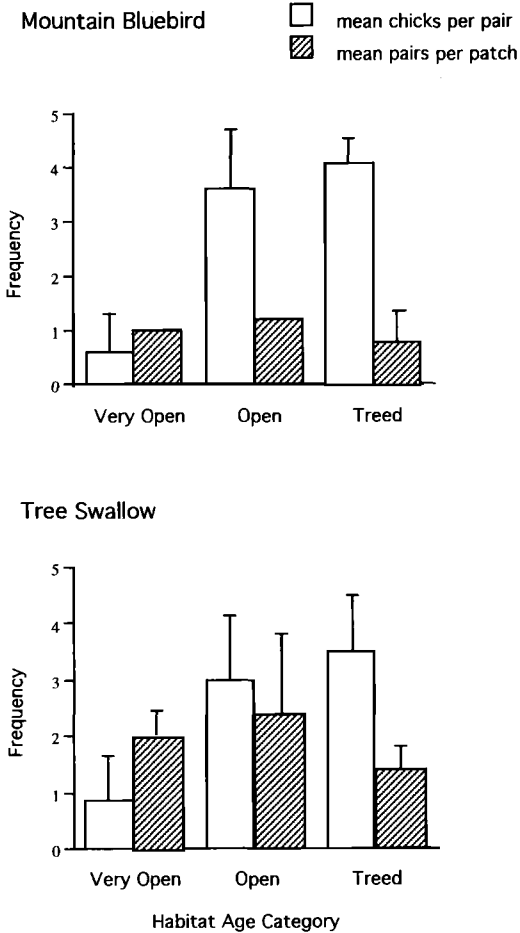 Mountain Bluebird
mean chicks per pair
mean pairs per patch
5
4
3
2
1
0
Frequency
Very Open Open Treed
Tree Swallow
5
4
3
2
1
0
Frequency
Very Open Open Treed
Habitat Age Category